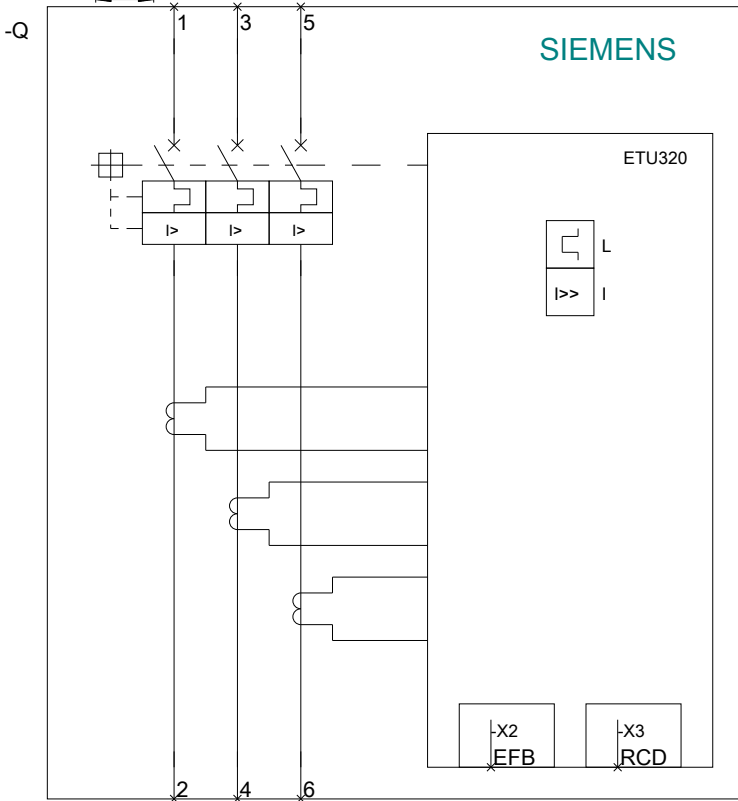 1 3 5
-Q
SIEMENS
ETU320
I> I> I>
L
I>> I
-X2 -X3
EFB RCD
2 4 6